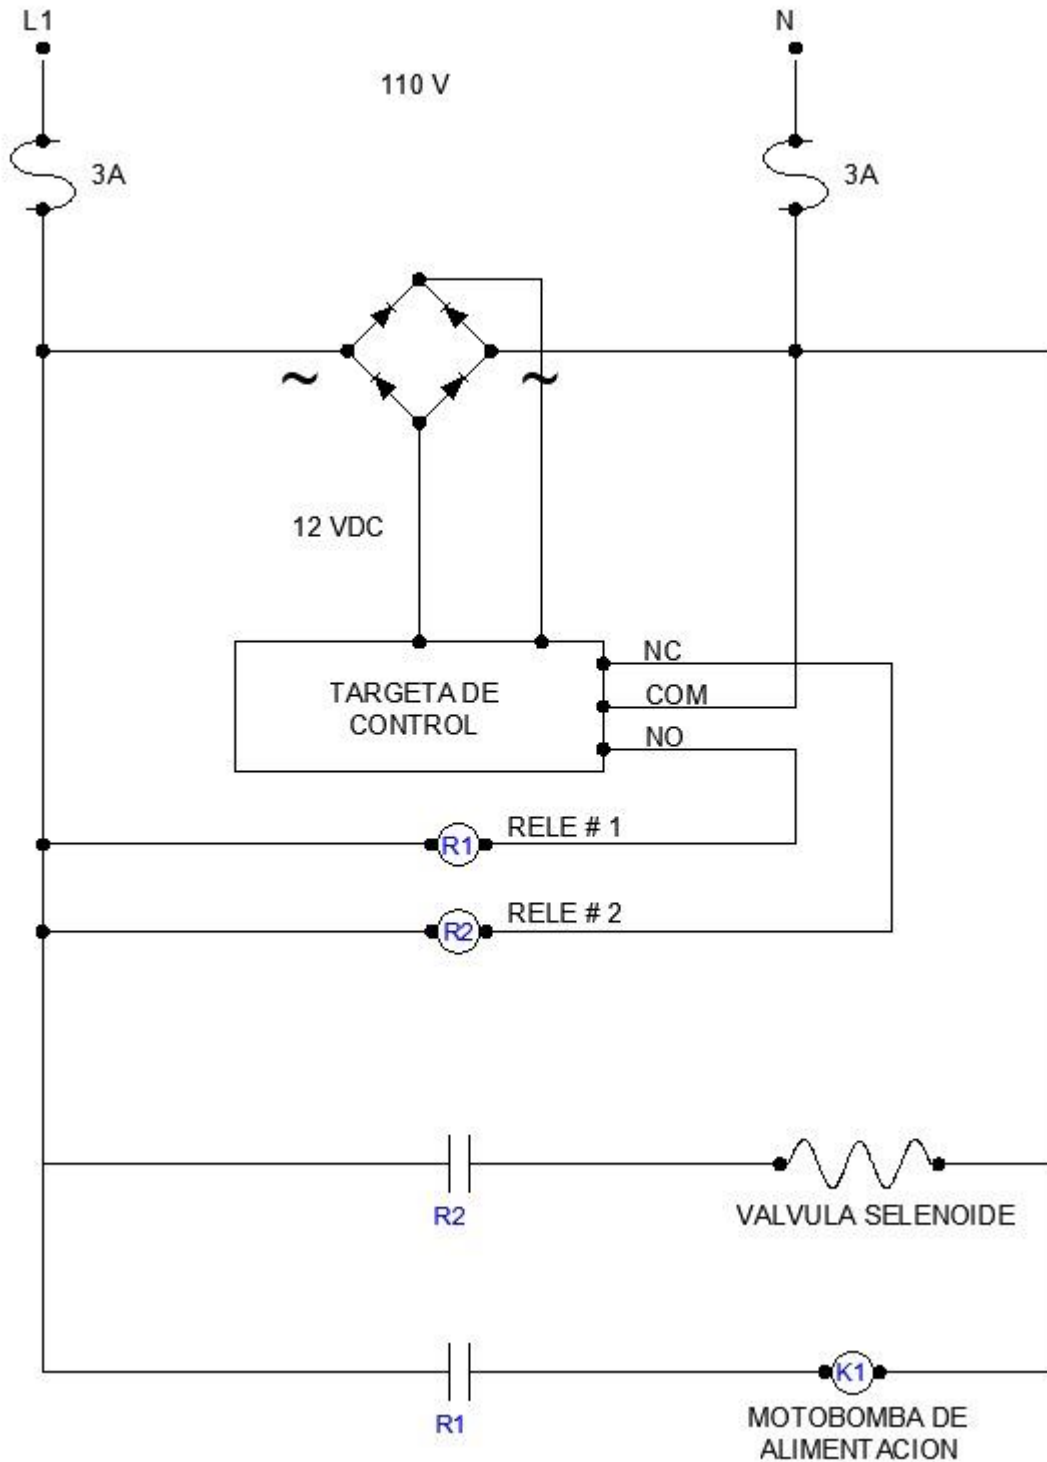 L1
N
110 V
3A
3A
~
~
12 VDC
TARGETA DE
CONTROL
NC
COM
NO
R1
RELE # 1
R2
RELE # 2
R2
VALVULA SELENOIDE
R1
K1
MOTOBOMBA DE
ALIMENTACION